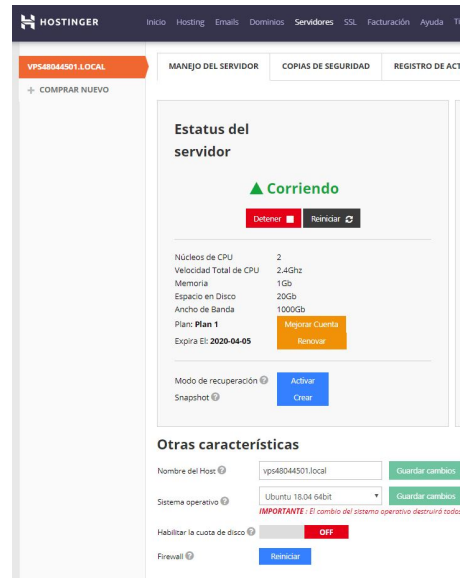 HOSTINGER
Inicio Hosting Emails Dominios Servidores SSL Facturación Ayuda
VPS48044501.LOCAL
+ COMPRAR NUEVO
MANEJO DEL SERVIDOR COPIAS DE SEGURIDAD REGISTRO DE ACT
Estatus del
servidor
Corriendo
Detener Reiniciar
Núcleos de CPU 2
Velocidad Total de CPU 2.4Ghz
Memoria 1Gb
Espacio en Disco 20Gb
Ancho de Banda 1000Gb
Plan: Plan 1 Mejorar Cuenta
Expira El: 2020-04-05 Renovar
Modo de recuperación Activar
Snapshot Crear
Otras características
Nombre del Host vps48044501.local Guardar cambios
Sistema operativo Ubuntu 18.04 64bit Guardar cambios
IMPORTANTE : El cambio del sistema operativo destruirá todos
Habilitar la cuota de disco OFF
Firewall Reiniciar